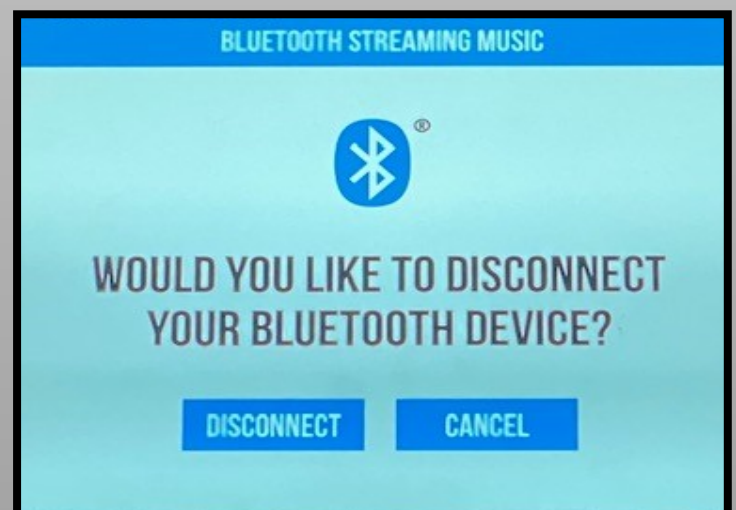 BLUETOOTH STREAMING MUSIC
®
WOULD YOU LIKE TO DISCONNECT
YOUR BLUETOOTH DEVICE?
DISCONNECT CANCEL